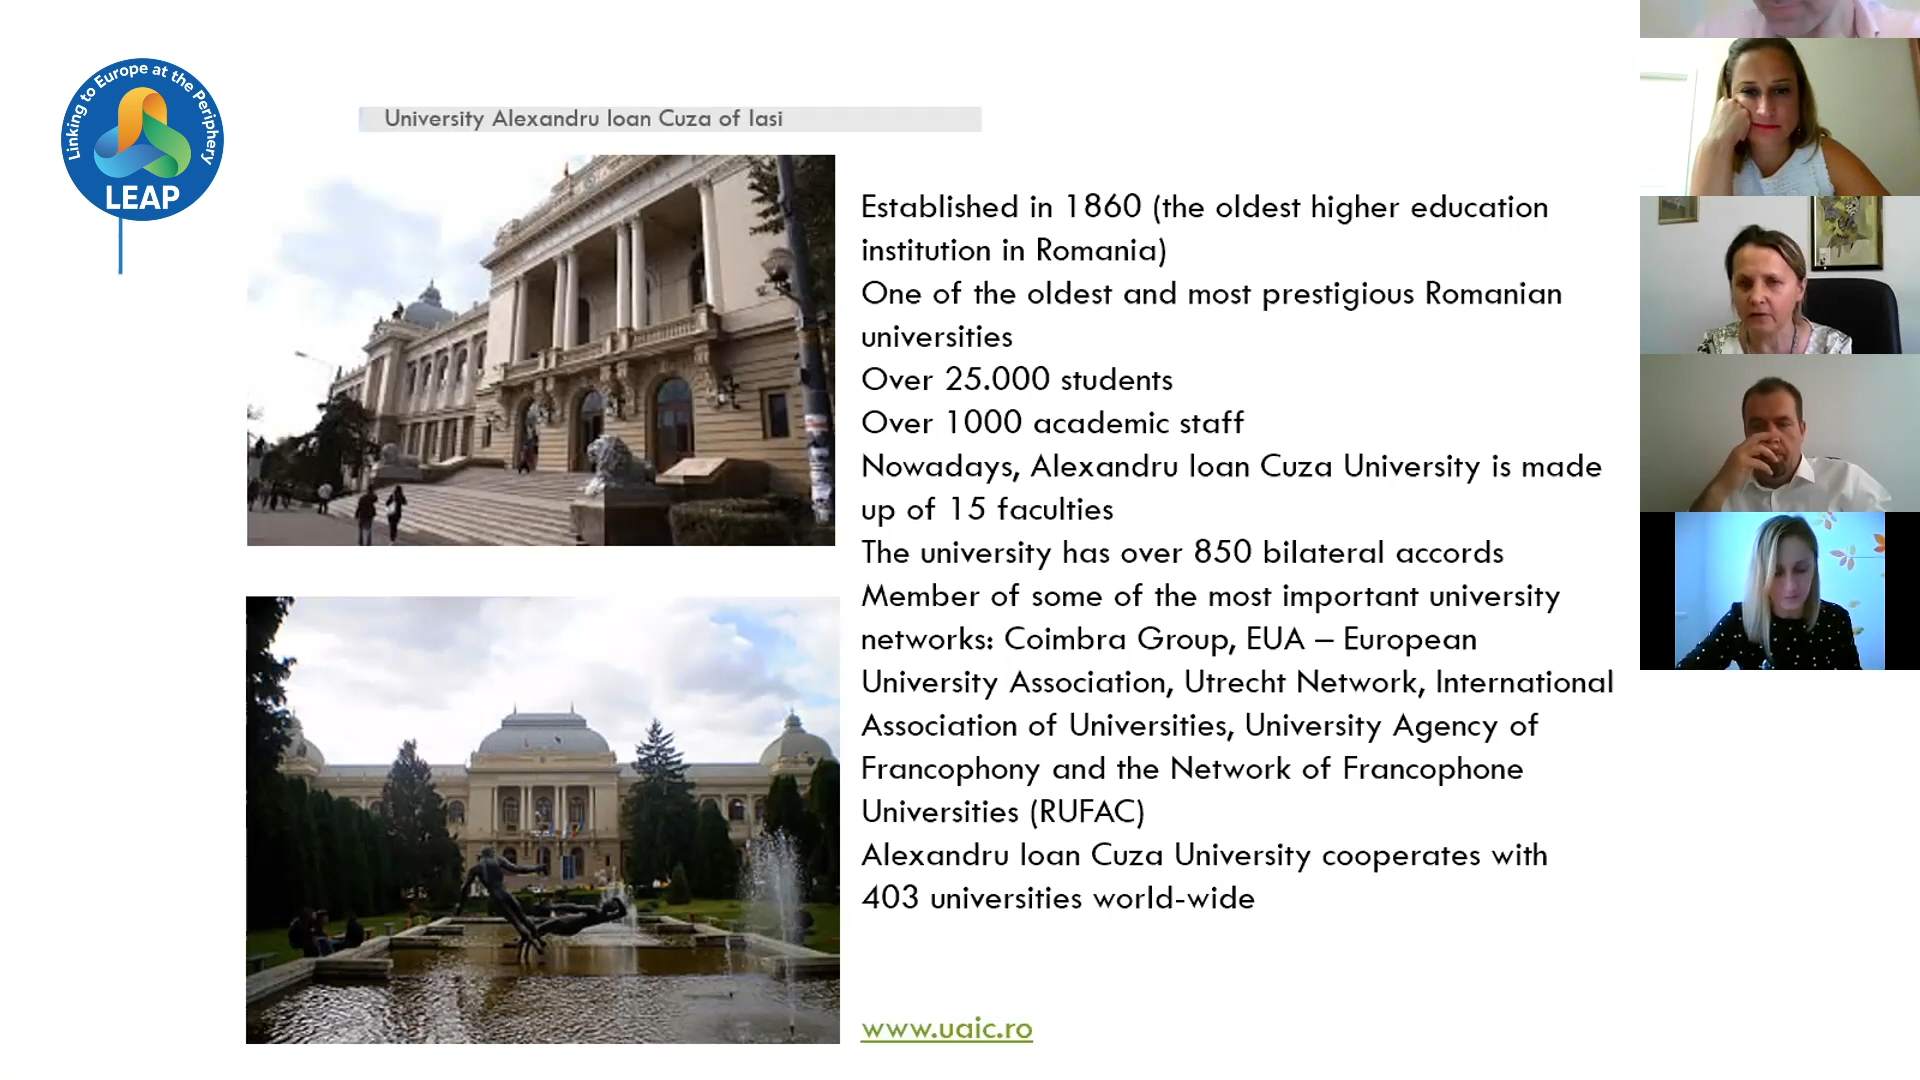 Linking to Europe at the Periphery
LEAP
University Alexandru Ioan Cuza of Iasi
Established in 1860 (the oldest higher education
institution in Romania)
One of the oldest and most prestigious Romanian
universities
Over 25.000 students
Over 1000 academic staff
Nowadays, Alexandru Ioan Cuza University is made
up of 15 faculties
The university has over 850 bilateral accords
Member of some of the most important university
networks: Coimbra Group, EUA – European
University Association, Utrecht Network, International
Association of Universities, University Agency of
Francophony and the Network of Francophone
Universities (RUFAC)
Alexandru Ioan Cuza University cooperates with
403 universities world-wide
www.uaic.ro